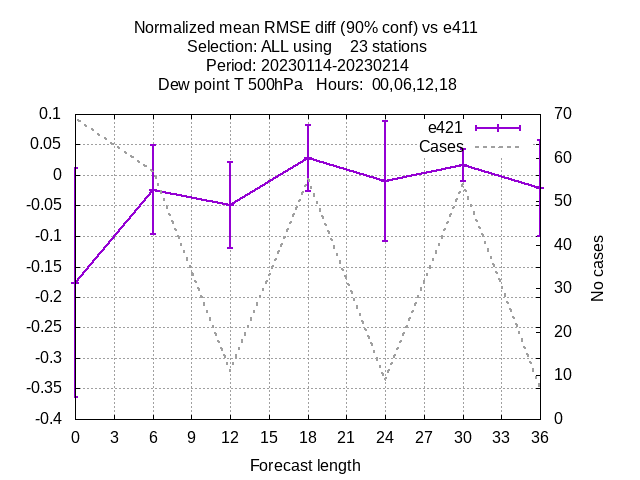 Normalized mean RMSE diff (90% conf) vs e411
Selection: ALL using    23 stations
Period: 20230114-20230214
Dew point T 500hPa   Hours:  00,06,12,18
0.1
0.05
0
-0.05
-0.1
-0.15
-0.2
-0.25
-0.3
-0.35
-0.4
e421
Cases
70
60
50
40
30
20
10
0
No cases
0 3 6 9 12 15 18 21 24 27 30 33 36
Forecast length